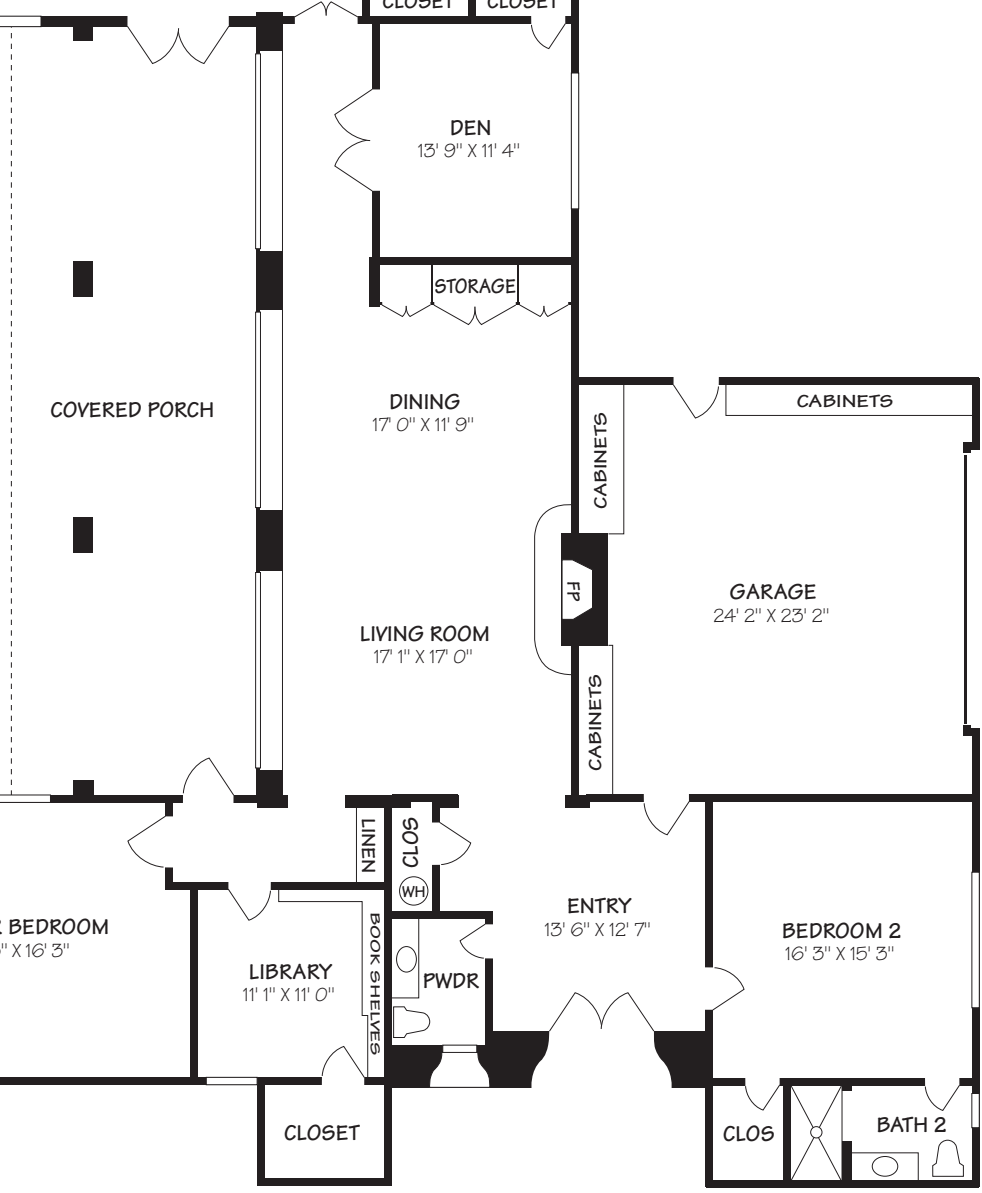 CLOSET
CLOSET
DEN
13' 9" X 11' 4"
STORAGE
DINING
17' 0" X 11' 9"
COVERED PORCH
CABINETS
CABINETS
FP
GARAGE
24' 2" X 23' 2"
LIVING ROOM
17' 1" X 17' 0"
CABINETS
LINEN
CLOS
WH
ENTRY
13' 6" X 12' 7"
BEDROOM
" X 16' 3"
BOOK SHELVES
BEDROOM 2
16' 3" X 15' 3"
LIBRARY
11' 1" X 11' 0"
PWDR
CLOSET
CLOS
BATH 2